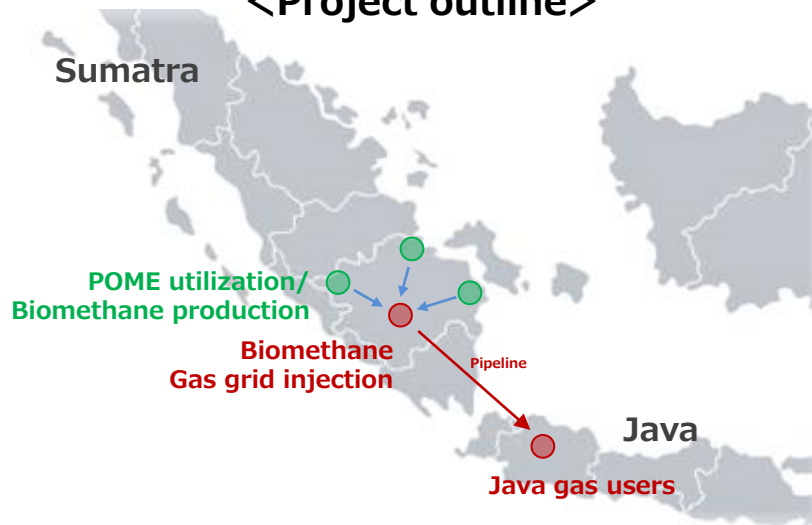 <Project outline>
Sumatra
POME utilization/
Biomethane production
Biomethane
Gas grid injection
Pipeline
Java
Java gas users